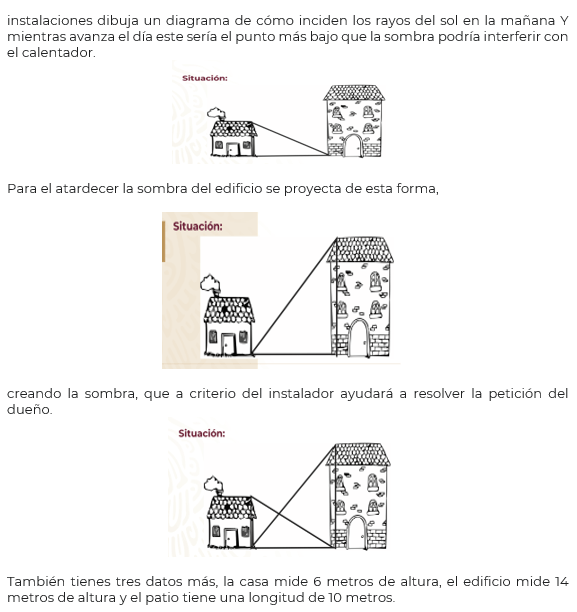 instalaciones dibuja un diagrama de cómo inciden los rayos del sol en la mañana Y
mientras avanza el día este sería el punto más bajo que la sombra podría interferir con
el calentador.
Situación:
Para el atardecer la sombra del edificio se proyecta de esta forma,
Situación:
creando la sombra, que a criterio del instalador ayudará a resolver la petición del
dueño.
Situación:
También tienes tres datos más, la casa mide 6 metros de altura, el edificio mide 14
metros de altura y el patio tiene una longitud de 10 metros.